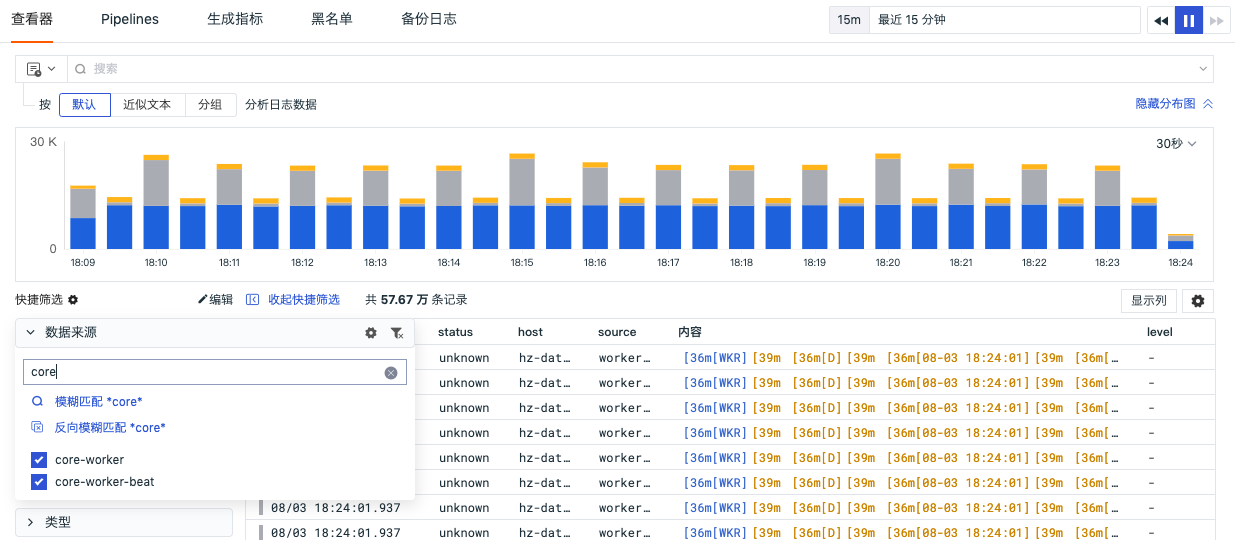 查看器 Pipelines 生成指标 黑名单 备份日志 15m 最近 15 分钟
搜索
按 默认 近似文本 分组 分析日志数据 隐藏分布图
30 K 30秒
0
18:09 18:10 18:11 18:12 18:13 18:14 18:15 18:16 18:17 18:18 18:19 18:20 18:21 18:22 18:23 18:24
快捷筛选 编辑 收起快捷筛选 共 57.67 万 条记录 显示列
数据来源 status host source 内容 level
unknown hz-dat… worker… [36m[WKR] [39m [36m[D] [39m [36m[08-03 18:24:01] [39m [36m[… -
core unknown hz-dat… worker… [36m[WKR] [39m [36m[D] [39m [36m[08-03 18:24:01] [39m [36m[… -
模糊匹配 *core* unknown hz-dat… worker… [36m[WKR] [39m [36m[D] [39m [36m[08-03 18:24:01] [39m [36m[… -
反向模糊匹配 *core* unknown hz-dat… worker… [36m[WKR] [39m [36m[D] [39m [36m[08-03 18:24:01] [39m [36m[… -
core-worker unknown hz-dat… worker… [36m[WKR] [39m [36m[D] [39m [36m[08-03 18:24:01] [39m [36m[… -
core-worker-beat unknown hz-dat… worker… [36m[WKR] [39m [36m[D] [39m [36m[08-03 18:24:01] [39m [36m[… -
08/03 18:24:01.937 unknown hz-dat… worker… [36m[WKR] [39m [36m[D] [39m [36m[08-03 18:24:01] [39m [36m[… -
类型 08/03 18:24:01.937 unknown hz-dat… worker… [36m[WKR] [39m [36m[D] [39m [36m[08-03 18:24:01] [39m [36m[… -